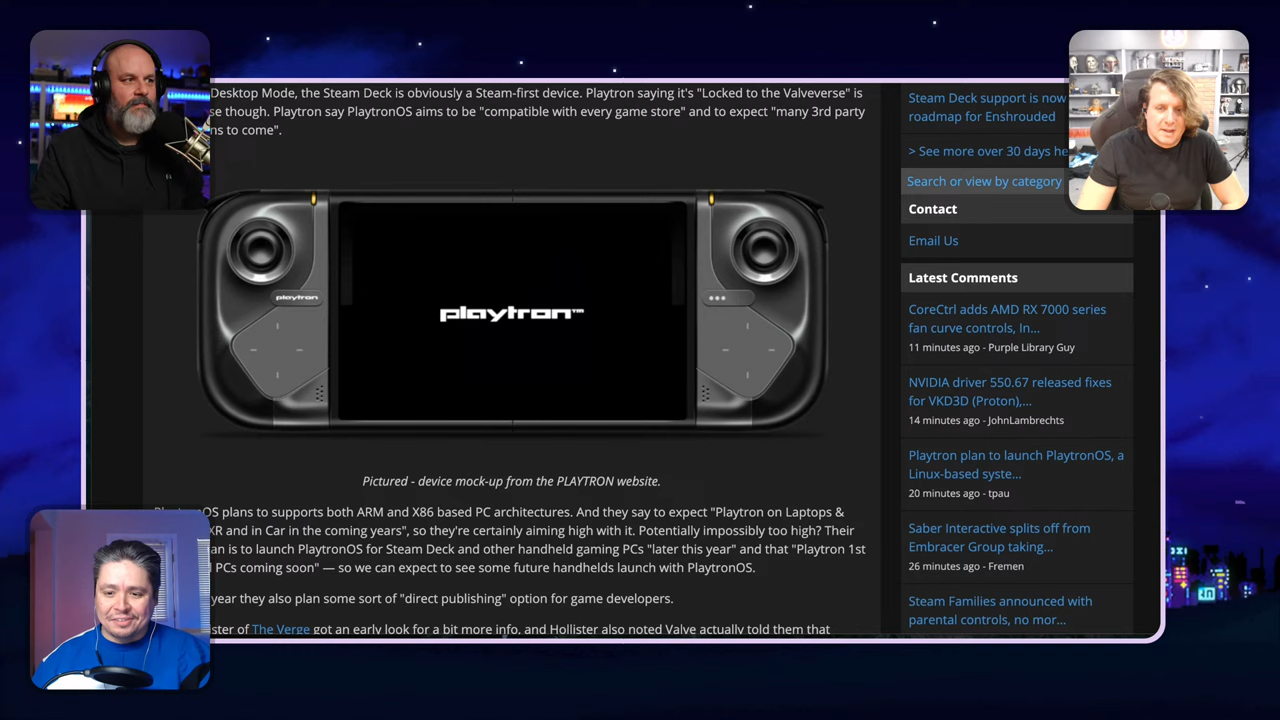 Desktop Mode, the Steam Deck is obviously a Steam-first device. Playtron saying it's "Locked to the Valveverse" is
se though. Playtron say PlaytronOS aims to be "compatible with every game store" and to expect "many 3rd party
ns to come".
playtron
playtron™
Pictured - device mock-up from the PLAYTRON website.
OS plans to supports both ARM and X86 based PC architectures. And they say to expect "Playtron on Laptops &
XR and in Car in the coming years", so they're certainly aiming high with it. Potentially impossibly too high? Their
an is to launch PlaytronOS for Steam Deck and other handheld gaming PCs "later this year" and that "Playtron 1st
PCs coming soon" — so we can expect to see some future handhelds launch with PlaytronOS.
year they also plan some sort of "direct publishing" option for game developers.
ister of The Verge got an early look for a bit more info, and Hollister also noted Valve actually told them that
Steam Deck support is now
roadmap for Enshrouded
> See more over 30 days he
Search or view by category
Contact
Email Us
Latest Comments
CoreCtrl adds AMD RX 7000 series
fan curve controls, In...
11 minutes ago - Purple Library Guy
NVIDIA driver 550.67 released fixes
for VKD3D (Proton),...
14 minutes ago - JohnLambrechts
Playtron plan to launch PlaytronOS, a
Linux-based syste...
20 minutes ago - tpau
Saber Interactive splits off from
Embracer Group taking...
26 minutes ago - Fremen
Steam Families announced with
parental controls, no mor...